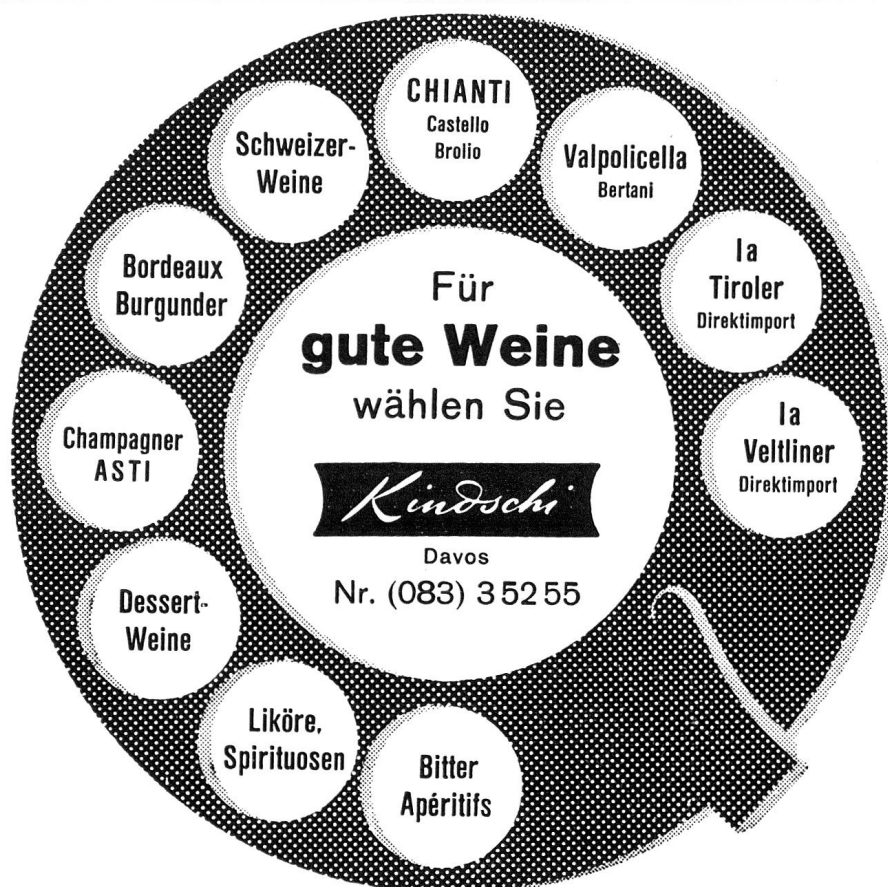 CHIANTI
Castello
Brolio
Schweizer-
Weine
Valpolicella
Bertani
Bordeaux
Burgunder
Ia
Tiroler
Direktimport
Für
gute Weine
wählen Sie
Kindschi
Davos
Nr. (083) 35255
Champagner
ASTI
Ia
Veltliner
Direktimport
Dessert-
Weine
Liköre,
Spirituosen
Bitter
Apéritifs